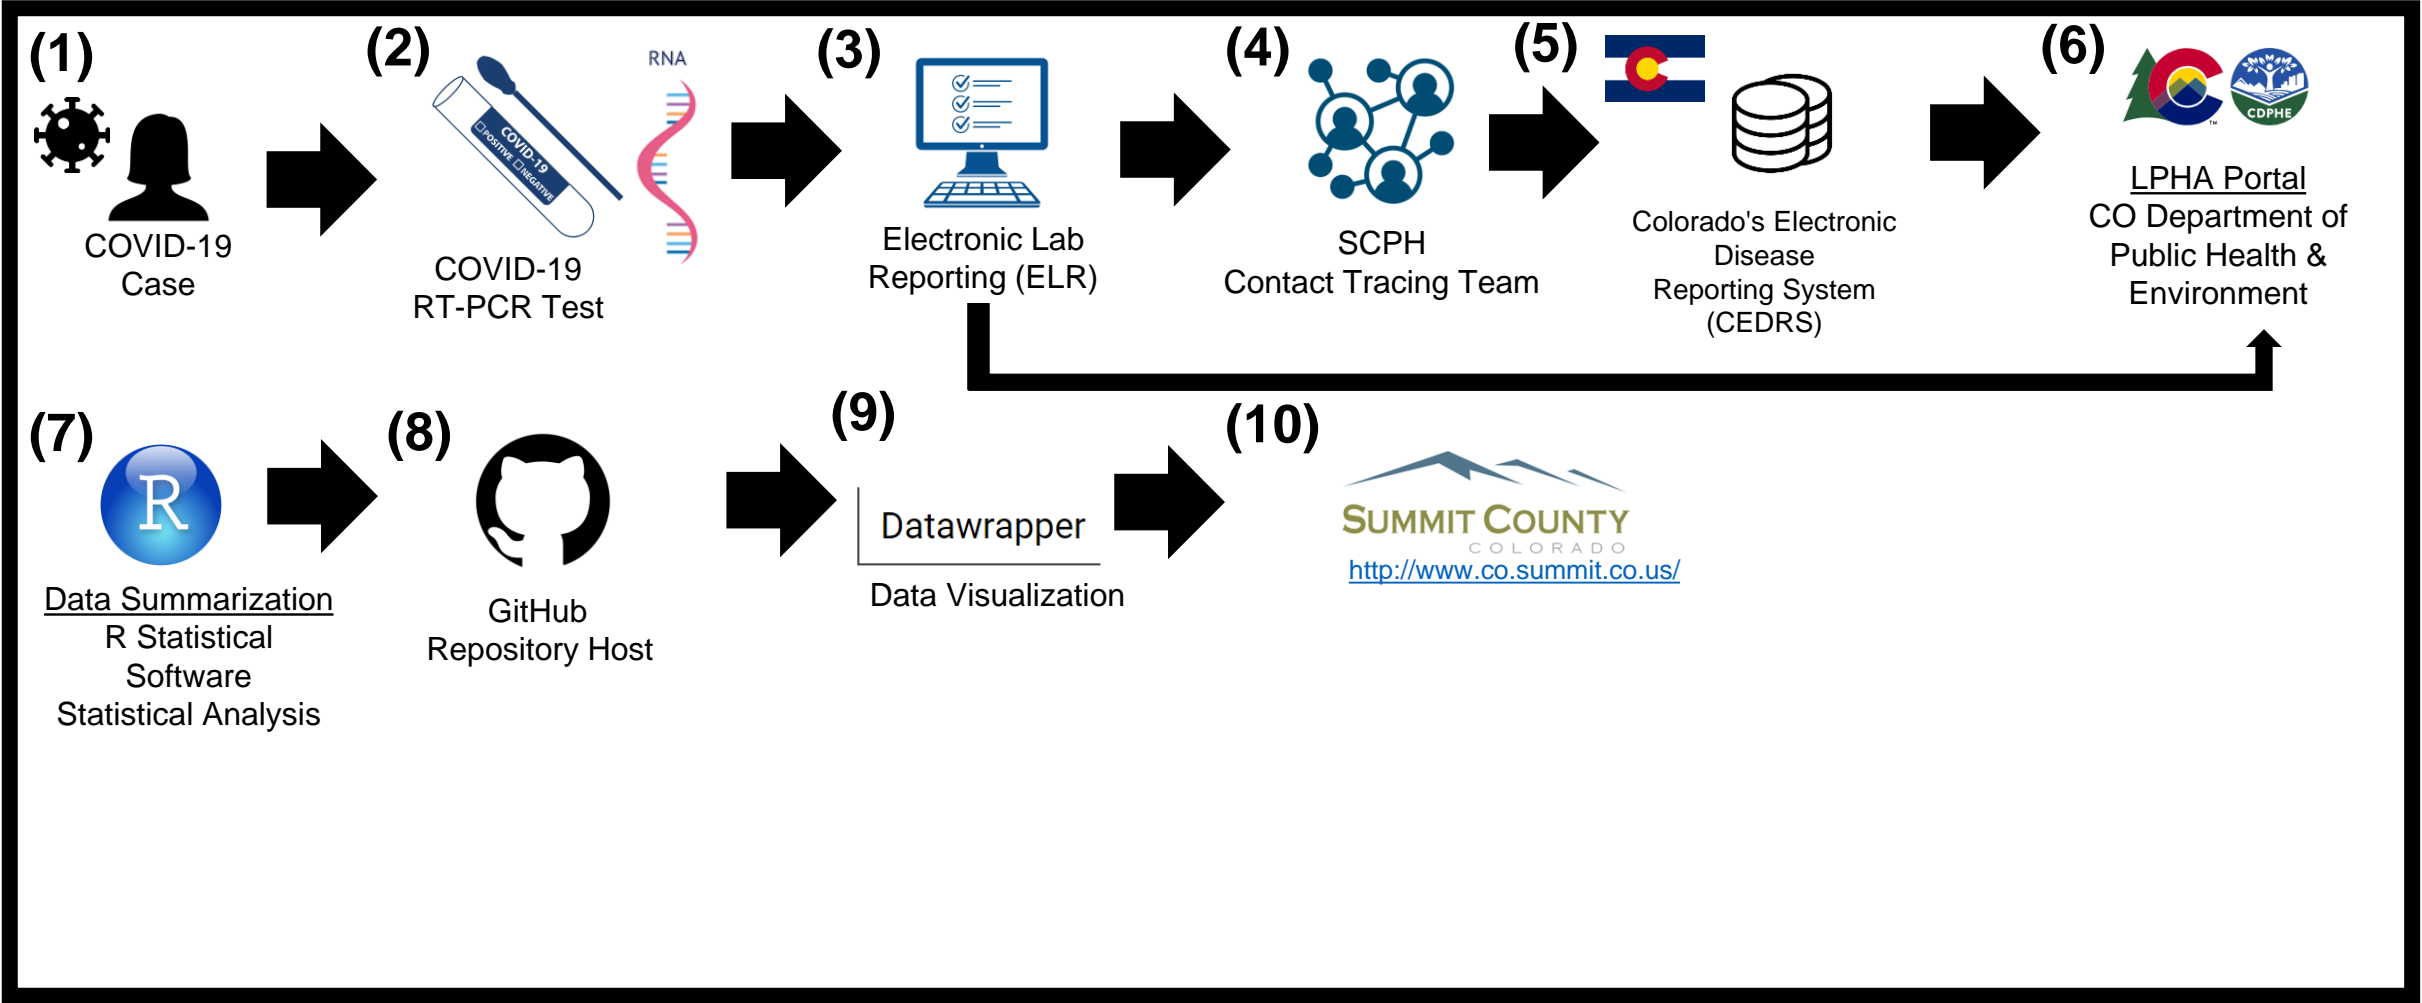 (1)
COVID-19
Case
(2)
RNA
COVID-19
☐ POSITIVE ☐ NEGATIVE
COVID-19
RT-PCR Test
(3)
Electronic Lab
Reporting (ELR)
(4)
SCPH
Contact Tracing Team
(5)
Colorado's Electronic
Disease
Reporting System
(CEDRS)
(6)
TM
CDPHE
LPHA Portal
CO Department of
Public Health &
Environment
(7)
R
Data Summarization
R Statistical
Software
Statistical Analysis
(8)
GitHub
Repository Host
(9)
Datawrapper
Data Visualization
(10)
SUMMIT COUNTY
COLORADO
http://www.co.summit.co.us/